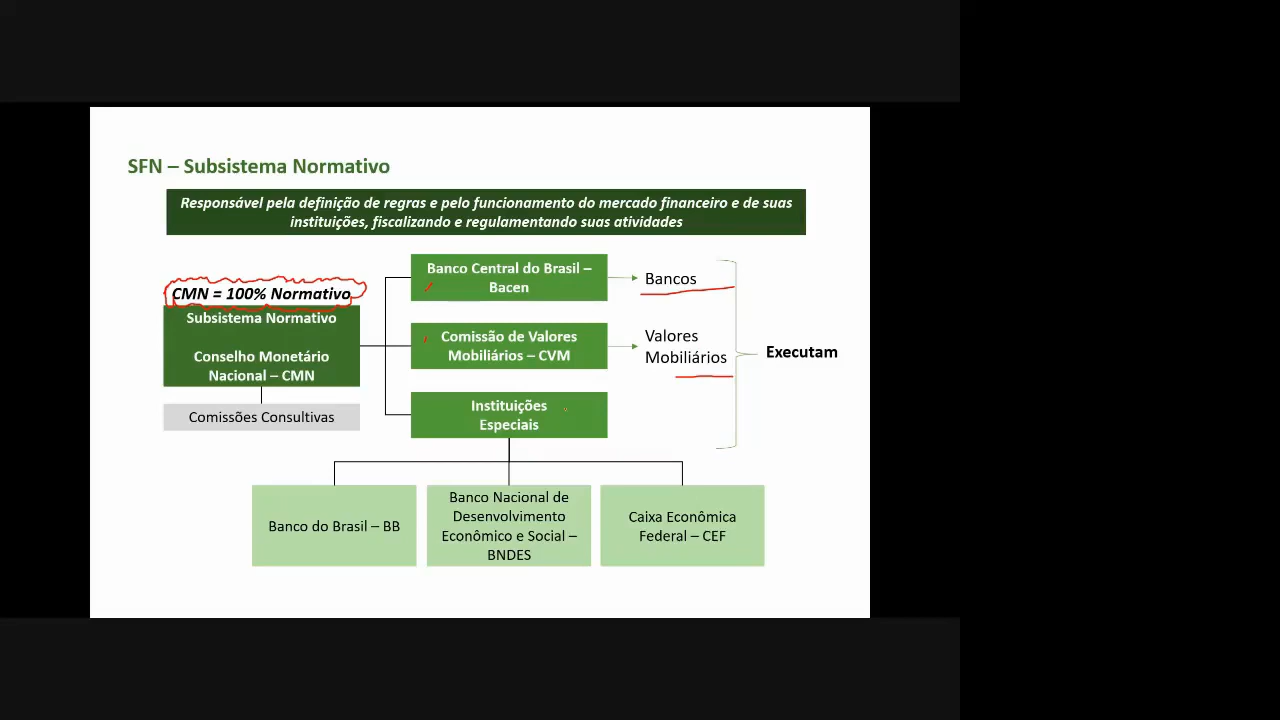 SFN – Subsistema Normativo
Responsável pela definição de regras e pelo funcionamento do mercado financeiro e de suas
instituições, fiscalizando e regulamentando suas atividades
CMN = 100% Normativo
Subsistema Normativo
Conselho Monetário
Nacional – CMN
Comissões Consultivas
Banco Central do Brasil –
Bacen
Bancos
Comissão de Valores
Mobiliários – CVM
Valores
Mobiliários
Executam
Instituições
Especiais
Banco do Brasil – BB
Banco Nacional de
Desenvolvimento
Econômico e Social –
BNDES
Caixa Econômica
Federal – CEF